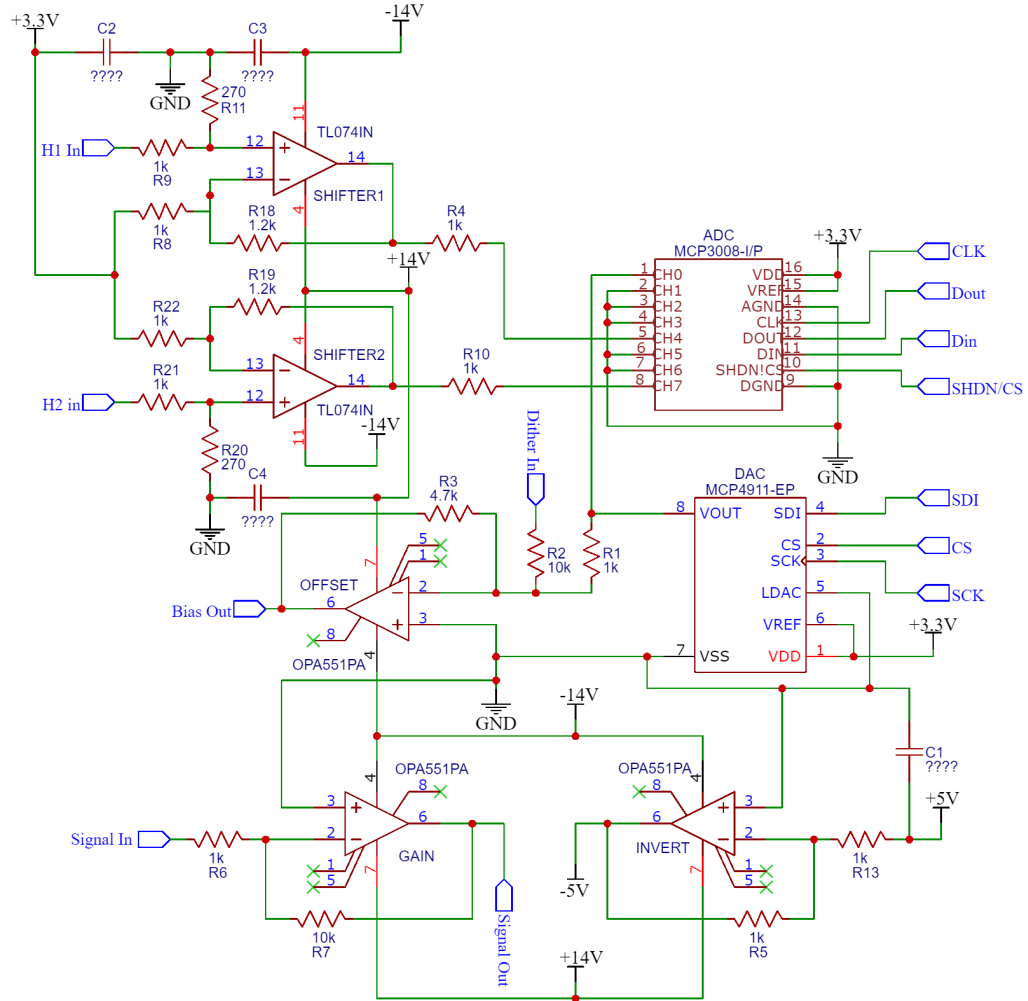 +3.3V
-14V
C2
C3
????
????
GND
270
R11
11
TL074IN
H1 In
12
14
1k
R9
13
SHIFTER1
4
1k
R8
R18
1.2k
R4
1k
+14V
R19
1.2k
R22
1k
4
SHIFTER2
13
14
R10
1k
R21
1k
H2 in
12
TL074IN
11
-14V
R20
270
C4
????
GND
ADC
MCP3008-I/P
+3.3V
1 CH0 VDD 16
2 CH1 VREF 15
3 CH2 AGND 14
4 CH3 CLK 13
5 CH4 DOUT 12
6 CH5 DIN 11
7 CH6 SHDN!CS 10
8 CH7 DGND 9
CLK
Dout
Din
SHDN/CS
GND
Dither In
R3
4.7k
R2
10k
R1
1k
DAC
MCP4911-EP
8 VOUT SDI 4
CS 2
SCK 3
LDAC 5
VREF 6
7 VSS VDD 1
SDI
CS
SCK
+3.3V
7
5
1
OFFSET
2
6
3
Bias Out
8
4
OPA551PA
GND
-14V
4
OPA551PA
8
3
6
Signal In
2
1k
R6
GAIN
1
5
7
10k
R7
Signal Out
OPA551PA
4
8
3
6
2
INVERT
1
5
7
-5V
1k
R5
1k
R13
C1
????
+5V
+14V